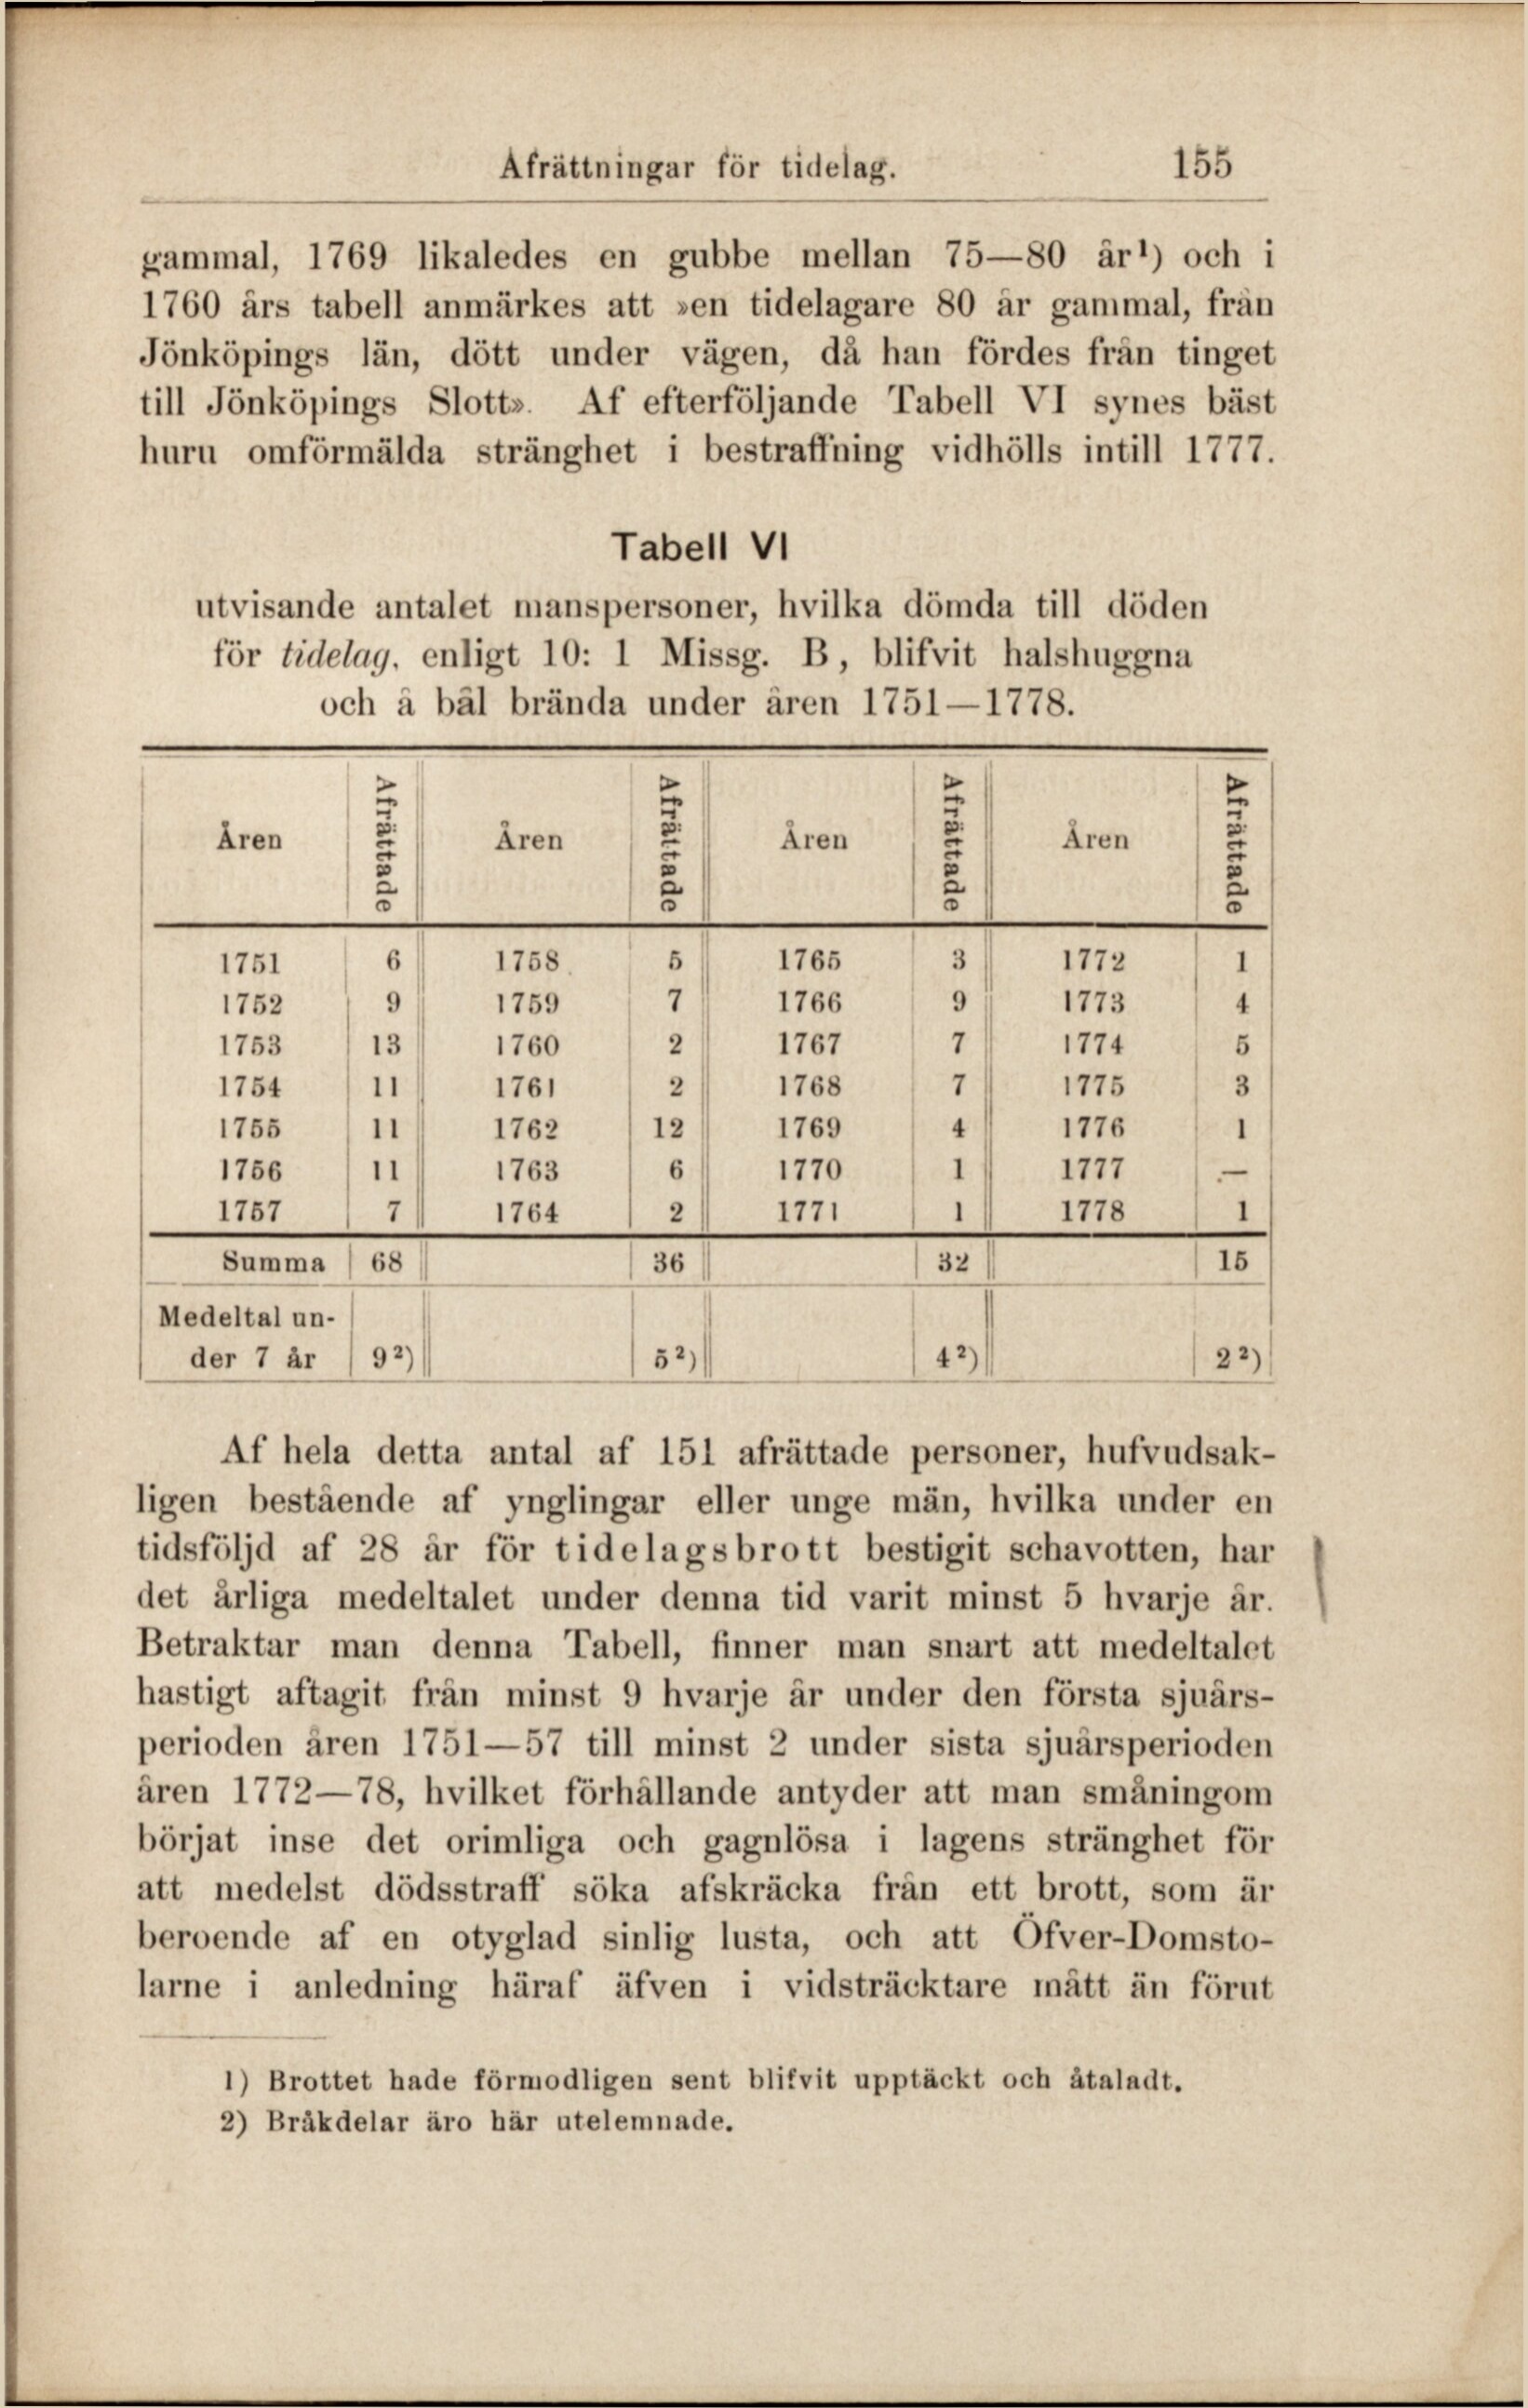 Afrättningar för tidelag. 155
gammal, 1769 likaledes en gubbe mellan 75—80 år¹) och i
1760 års tabell anmärkes att »en tidelagare 80 år gammal, från
Jönköpings län, dött under vägen, då han fördes från tinget
till Jönköpings Slott». Af efterföljande Tabell VI synes bäst
huru omförmälda stränghet i bestraffning vidhölls intill 1777.
Tabell VI
utvisande antalet manspersoner, hvilka dömda till döden
för tidelag, enligt 10: 1 Missg. B, blifvit halshuggna
och å bål brända under åren 1751—1778.
Åren Afrättade Åren Afrättade Åren Afrättade Åren Afrättade
1751 6 1758 5 1765 3 1772 1
1752 9 1759 7 1766 9 1773 4
1753 13 1760 2 1767 7 1774 5
1754 11 1761 2 1768 7 1775 3
1755 11 1762 12 1769 4 1776 1
1756 11 1763 6 1770 1 1777 —
1757 7 1764 2 1771 1 1778 1
Summa 68 36 32 15
Medeltal un-
der 7 år 9²) 5²) 4²) 2²)
Af hela detta antal af 151 afrättade personer, hufvudsak-
ligen bestående af ynglingar eller unge män, hvilka under en
tidsföljd af 28 år för tidelagsbrott bestigit schavotten, har
det årliga medeltalet under denna tid varit minst 5 hvarje år.
Betraktar man denna Tabell, finner man snart att medeltalet
hastigt aftagit från minst 9 hvarje år under den första sjuårs-
perioden åren 1751—57 till minst 2 under sista sjuårsperioden
åren 1772—78, hvilket förhållande antyder att man småningom
börjat inse det orimliga och gagnlösa i lagens stränghet för
att medelst dödsstraff söka afskräcka från ett brott, som är
beroende af en otyglad sinlig lusta, och att Öfver-Domsto-
larne i anledning häraf äfven i vidsträcktare mått än förut
1) Brottet hade förmodligen sent blifvit upptäckt och åtaladt.
2) Bråkdelar äro här utelemnade.